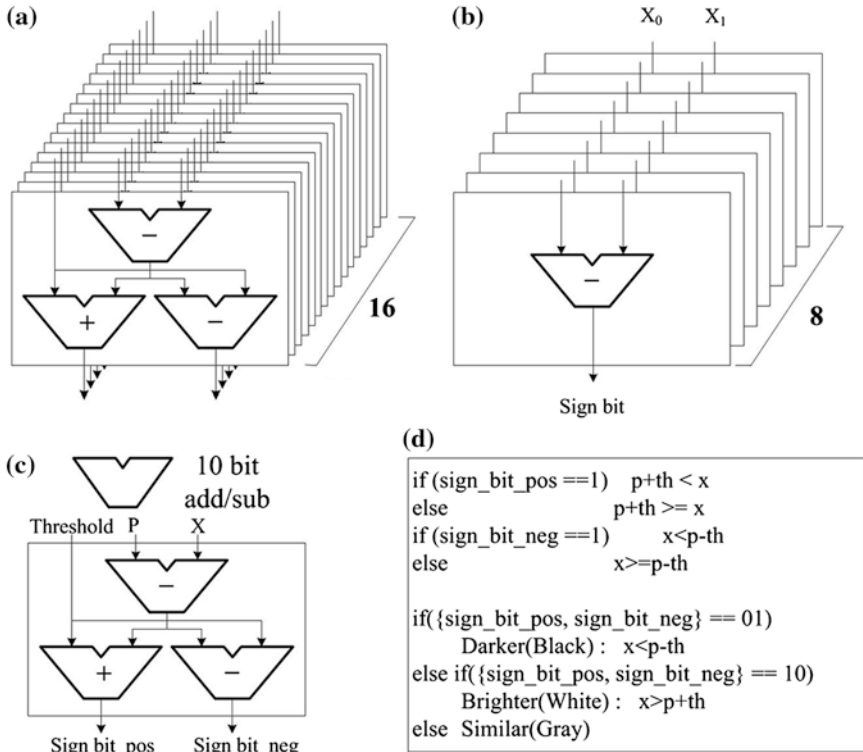 (a)
−
+ −
16
(b)
X0 X1
−
8
Sign bit
(c)
10 bit
add/sub
Threshold P X
−
+ −
Sign bit_pos Sign bit_neg
(d)
if (sign_bit_pos ==1) p+th < x
else p+th >= x
if (sign_bit_neg ==1) x<p-th
else x>=p-th
if({sign_bit_pos, sign_bit_neg} == 01)
Darker(Black) : x<p-th
else if({sign_bit_pos, sign_bit_neg} == 10)
Brighter(White) : x>p+th
else Similar(Gray)